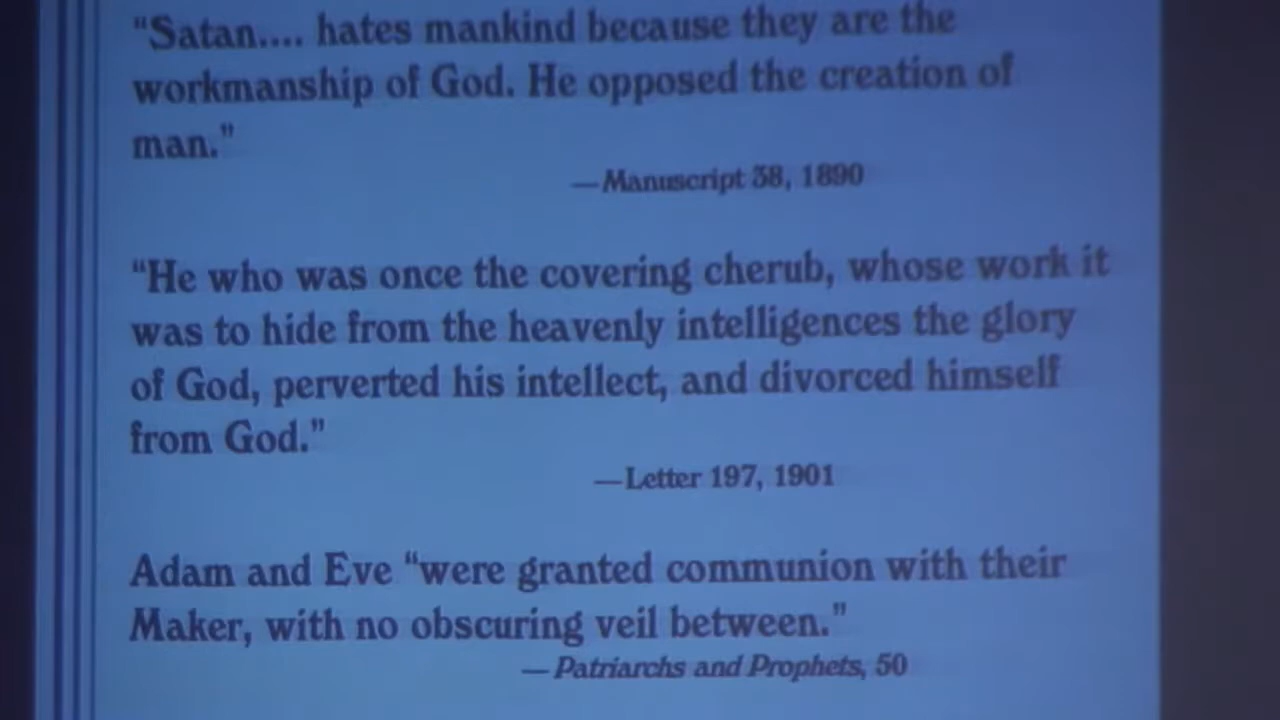 "Satan.... hates mankind because they are the
workmanship of God. He opposed the creation of
man."
—Manuscript 38, 1890
“He who was once the covering cherub, whose work it
was to hide from the heavenly intelligences the glory
of God, perverted his intellect, and divorced himself
from God.”
—Letter 197, 1901
Adam and Eve “were granted communion with their
Maker, with no obscuring veil between."
—Patriarchs and Prophets, 50